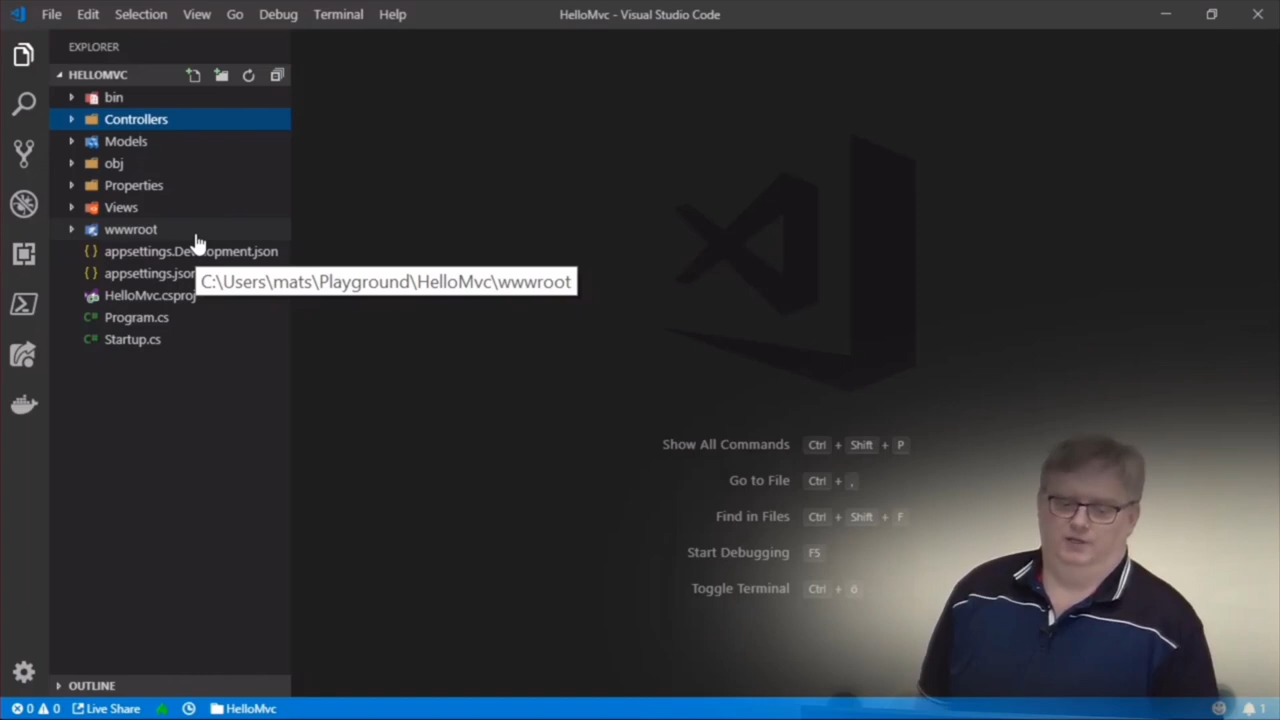 File Edit Selection View Go Debug Terminal Help
HelloMvc - Visual Studio Code
EXPLORER
HELLOMVC
bin
Controllers
Models
obj
Properties
Views
wwwroot
appsettings.Development.json
appsettings.json
C:\Users\mats\Playground\HelloMvc\wwwroot
HelloMvc.csproj
Program.cs
Startup.cs
Show All Commands Ctrl + Shift + P
Go to File Ctrl + ,
Find in Files Ctrl + Shift + F
Start Debugging F5
Toggle Terminal Ctrl + ö
OUTLINE
0 0 Live Share HelloMvc 1